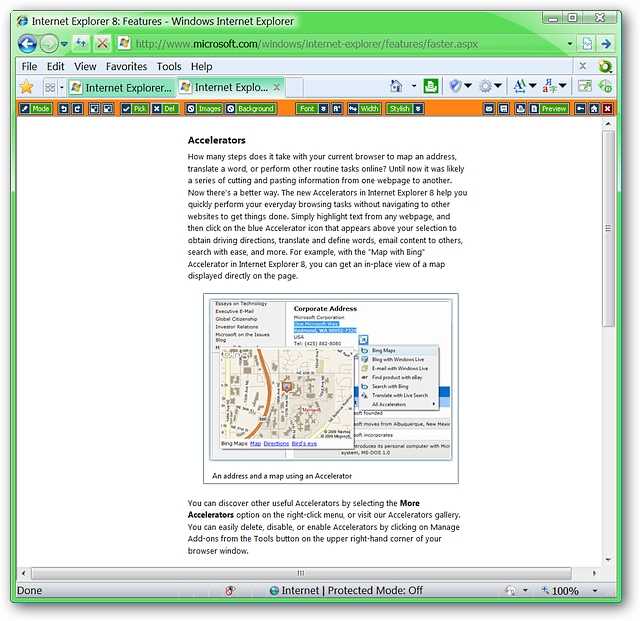 Internet Explorer 8: Features - Windows Internet Explorer
http://www.microsoft.com/windows/internet-explorer/features/faster.aspx
File Edit View Favorites Tools Help
Internet Explorer... Internet Explo...
Mode Pick Del Images Background Font Width Stylish Preview
Accelerators
How many steps does it take with your current browser to map an address,
translate a word, or perform other routine tasks online? Until now it was likely
a series of cutting and pasting information from one webpage to another.
Now there's a better way. The new Accelerators in Internet Explorer 8 help you
quickly perform your everyday browsing tasks without navigating to other
websites to get things done. Simply highlight text from any webpage, and
then click on the blue Accelerator icon that appears above your selection to
obtain driving directions, translate and define words, email content to others,
search with ease, and more. For example, with the "Map with Bing"
Accelerator in Internet Explorer 8, you can get an in-place view of a map
displayed directly on the page.
Essays on Technology
Executive E-Mail
Global Citizenship
Investor Relations
Microsoft on the Issues
Blog
Corporate Address
Microsoft Corporation
One Microsoft Way
Redmond, WA 98052-7329
USA
Tel: (425) 882-8080
Bing Maps
Blog with Windows Live
E-mail with Windows Live
Find product with eBay
Search with Bing
Translate with Live Search
All Accelerators
Microsoft
Bing Maps Map Directions Bird's eye
ft founded
ft moves from Albuquerque, New Mex
ft incorporates
troduces its personal computer with Mic
system, MS-DOS 1.0
An address and a map using an Accelerator
You can discover other useful Accelerators by selecting the More
Accelerators option on the right-click menu, or visit our Accelerators gallery.
You can easily delete, disable, or enable Accelerators by clicking on Manage
Add-ons from the Tools button on the upper right-hand corner of your
browser window.
Done Internet | Protected Mode: Off 100%